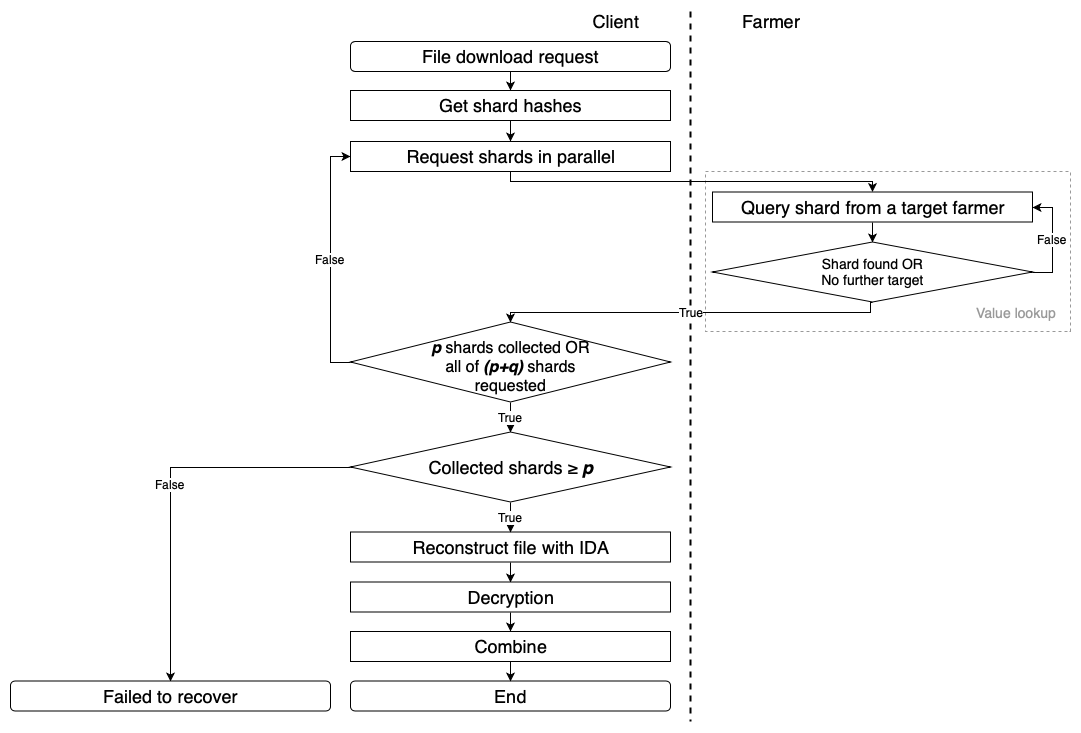 Client
Farmer
File download request
Get shard hashes
Request shards in parallel
Query shard from a target farmer
False
Shard found OR
No further target
False
Value lookup
True
p shards collected OR
all of (p+q) shards
requested
True
Collected shards ≥ p
False
True
Reconstruct file with IDA
Decryption
Combine
Failed to recover
End